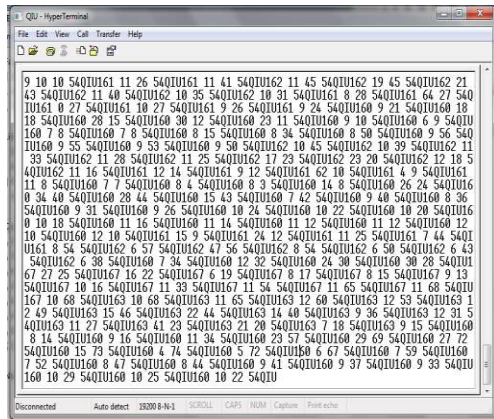 QIU - HyperTerminal
File Edit View Call Transfer Help
9 10 10 54QIU161 11 26 54QIU161 11 41 54QIU162 11 45 54QIU162 19 45 54QIU162 21
43 54QIU162 11 40 54QIU162 10 35 54QIU162 10 31 54QIU161 8 28 54QIU161 64 27 54Q
IU161 0 27 54QIU161 10 27 54QIU161 9 26 54QIU161 9 24 54QIU160 9 21 54QIU160 18
18 54QIU160 28 15 54QIU160 30 12 54QIU160 23 11 54QIU160 9 10 54QIU160 6 9 54QIU
160 7 8 54QIU160 7 8 54QIU160 8 15 54QIU160 8 34 54QIU160 8 50 54QIU160 9 56 54Q
IU160 9 55 54QIU160 9 53 54QIU160 9 50 54QIU162 10 45 54QIU162 10 39 54QIU162 11
33 54QIU162 11 28 54QIU162 11 25 54QIU162 17 23 54QIU162 23 20 54QIU162 12 18 5
4QIU162 11 16 54QIU161 12 14 54QIU161 9 12 54QIU161 62 10 54QIU161 4 9 54QIU161
11 8 54QIU160 7 7 54QIU160 8 4 54QIU160 8 3 54QIU160 14 8 54QIU160 26 24 54QIU16
0 34 40 54QIU160 28 44 54QIU160 15 43 54QIU160 7 42 54QIU160 9 40 54QIU160 8 36
54QIU160 9 31 54QIU160 9 26 54QIU160 10 24 54QIU160 10 22 54QIU160 10 20 54QIU16
0 10 18 54QIU160 11 16 54QIU160 11 14 54QIU160 11 12 54QIU160 11 12 54QIU160 12
10 54QIU160 12 10 54QIU161 15 9 54QIU161 24 12 54QIU161 11 25 54QIU161 7 44 54QI
U161 8 54 54QIU162 6 57 54QIU162 47 56 54QIU162 8 54 54QIU162 6 50 54QIU162 6 43
54QIU162 6 38 54QIU160 7 34 54QIU160 12 32 54QIU160 24 30 54QIU160 30 28 54QIU1
67 27 25 54QIU167 16 22 54QIU167 6 19 54QIU167 8 17 54QIU167 8 15 54QIU167 9 13
54QIU167 10 16 54QIU167 11 33 54QIU167 11 54 54QIU167 11 65 54QIU167 11 68 54QIU
167 10 68 54QIU163 10 68 54QIU163 11 65 54QIU163 12 60 54QIU163 12 53 54QIU163 1
2 49 54QIU163 15 46 54QIU163 22 44 54QIU163 14 40 54QIU163 9 36 54QIU163 12 31 5
4QIU163 11 27 54QIU163 41 23 54QIU163 21 20 54QIU163 7 18 54QIU163 9 15 54QIU160
8 14 54QIU160 9 16 54QIU160 11 34 54QIU160 23 57 54QIU160 29 69 54QIU160 27 72
54QIU160 15 73 54QIU160 4 74 54QIU160 5 72 54QIU160 6 67 54QIU160 7 59 54QIU160
7 52 54QIU160 8 47 54QIU160 8 44 54QIU160 9 41 54QIU160 9 37 54QIU160 9 33 54QIU
160 10 29 54QIU160 10 25 54QIU160 10 22 54QIU
Disconnected Auto detect 19200 8-N-1 SCROLL CAPS NUM Capture Print echo